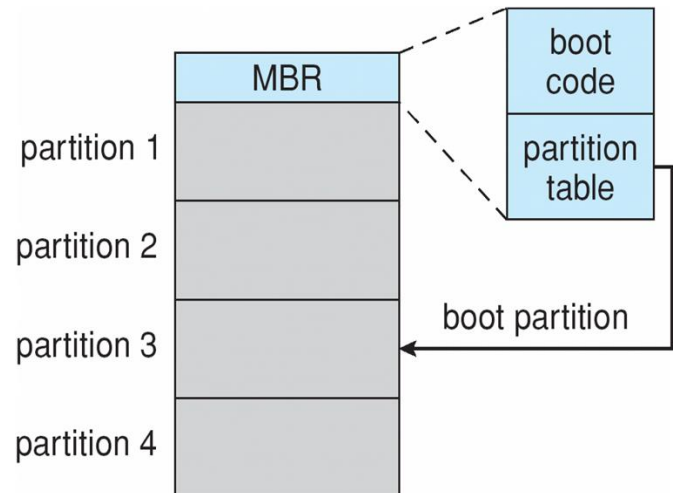 MBR
boot
code
partition
table
partition 1
partition 2
boot partition
partition 3
partition 4